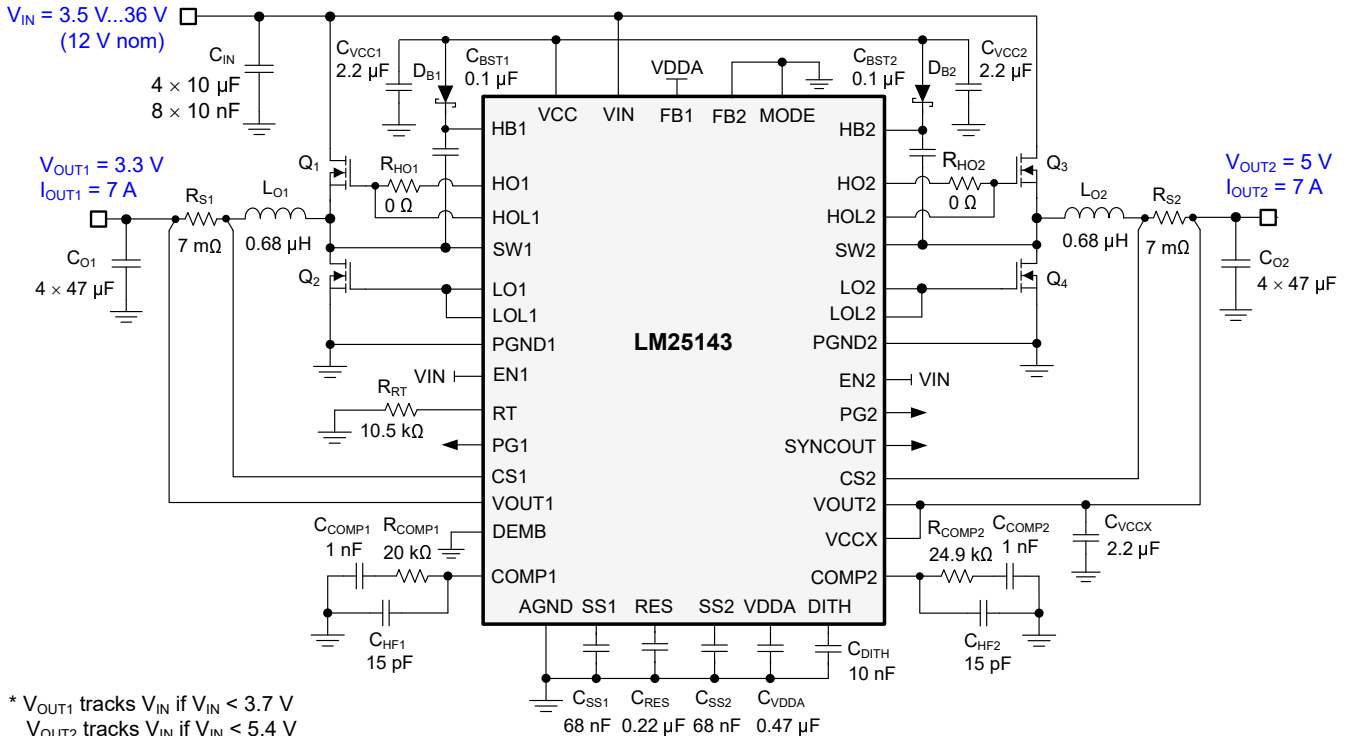 V_IN = 3.5 V...36 V
(12 V nom)
C_IN
4 × 10 µF
8 × 10 nF
C_VCC1
2.2 µF
D_B1
C_BST1
0.1 µF
VDDA
C_BST2
0.1 µF
D_B2
C_VCC2
2.2 µF
VCC
VIN
FB1
FB2
MODE
HB1
HB2
V_OUT1 = 3.3 V
I_OUT1 = 7 A
Q_1
R_HO1
0 Ω
HO1
HO2
R_HO2
0 Ω
Q_3
V_OUT2 = 5 V
I_OUT2 = 7 A
R_S1
7 mΩ
L_O1
0.68 µH
HOL1
HOL2
L_O2
0.68 µH
R_S2
7 mΩ
SW1
SW2
C_O1
4 × 47 µF
Q_2
LO1
LO2
Q_4
C_O2
4 × 47 µF
LOL1
LOL2
PGND1
LM25143
PGND2
VIN
EN1
EN2
VIN
R_RT
10.5 kΩ
RT
PG2
PG1
SYNCOUT
CS1
CS2
VOUT1
VOUT2
C_COMP1
1 nF
R_COMP1
20 kΩ
DEMB
VCCX
R_COMP2
24.9 kΩ
C_COMP2
1 nF
C_VCCX
2.2 µF
COMP1
COMP2
C_HF1
15 pF
AGND
SS1
RES
SS2
VDDA
DITH
C_HF2
15 pF
C_DITH
10 nF
C_SS1
68 nF
C_RES
0.22 µF
C_SS2
68 nF
C_VDDA
0.47 µF
* V_OUT1 tracks V_IN if V_IN < 3.7 V
V_OUT2 tracks V_IN if V_IN < 5.4 V